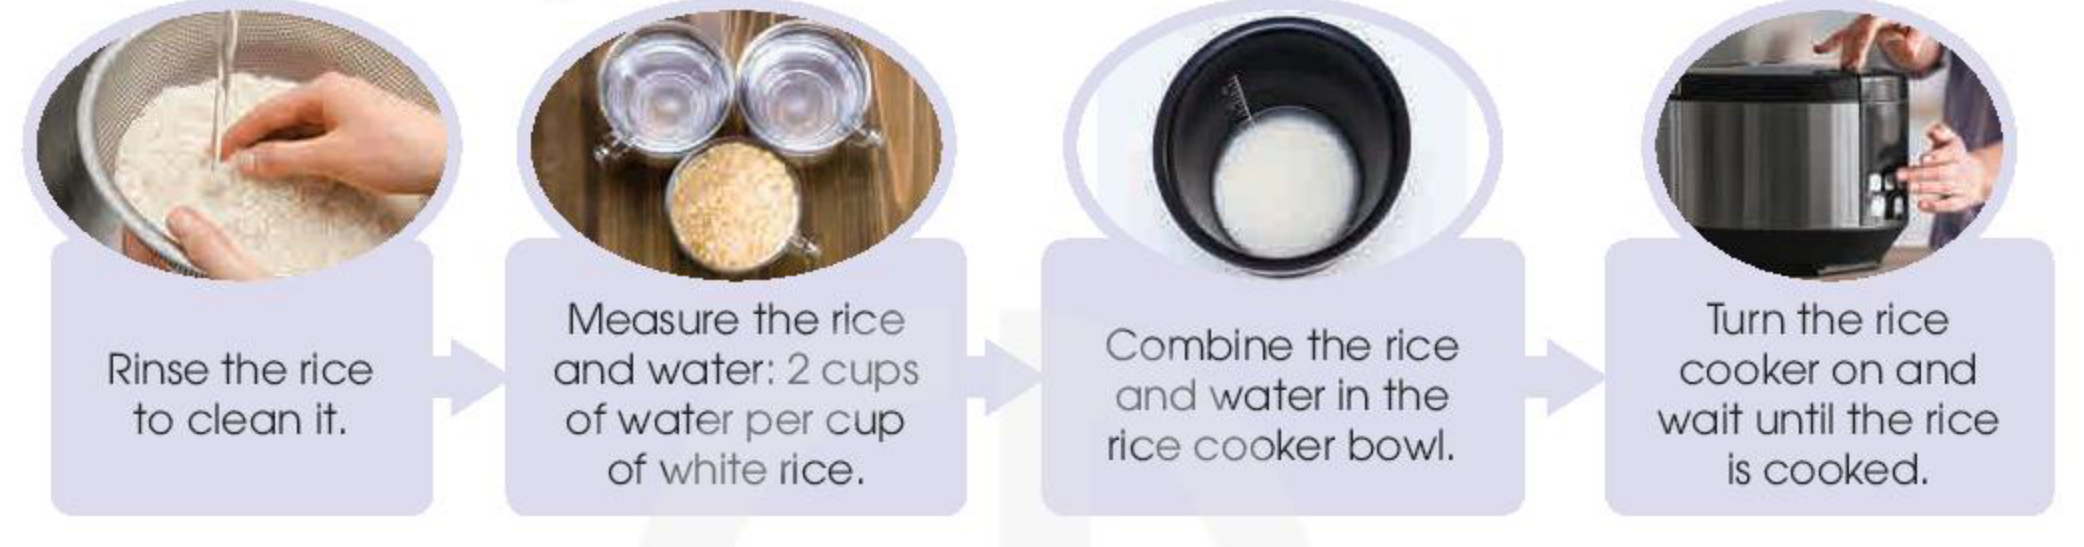 Rinse the rice
to clean it.
Measure the rice
and water: 2 cups
of water per cup
of white rice.
Combine the rice
and water in the
rice cooker bowl.
Turn the rice
cooker on and
wait until the rice
is cooked.